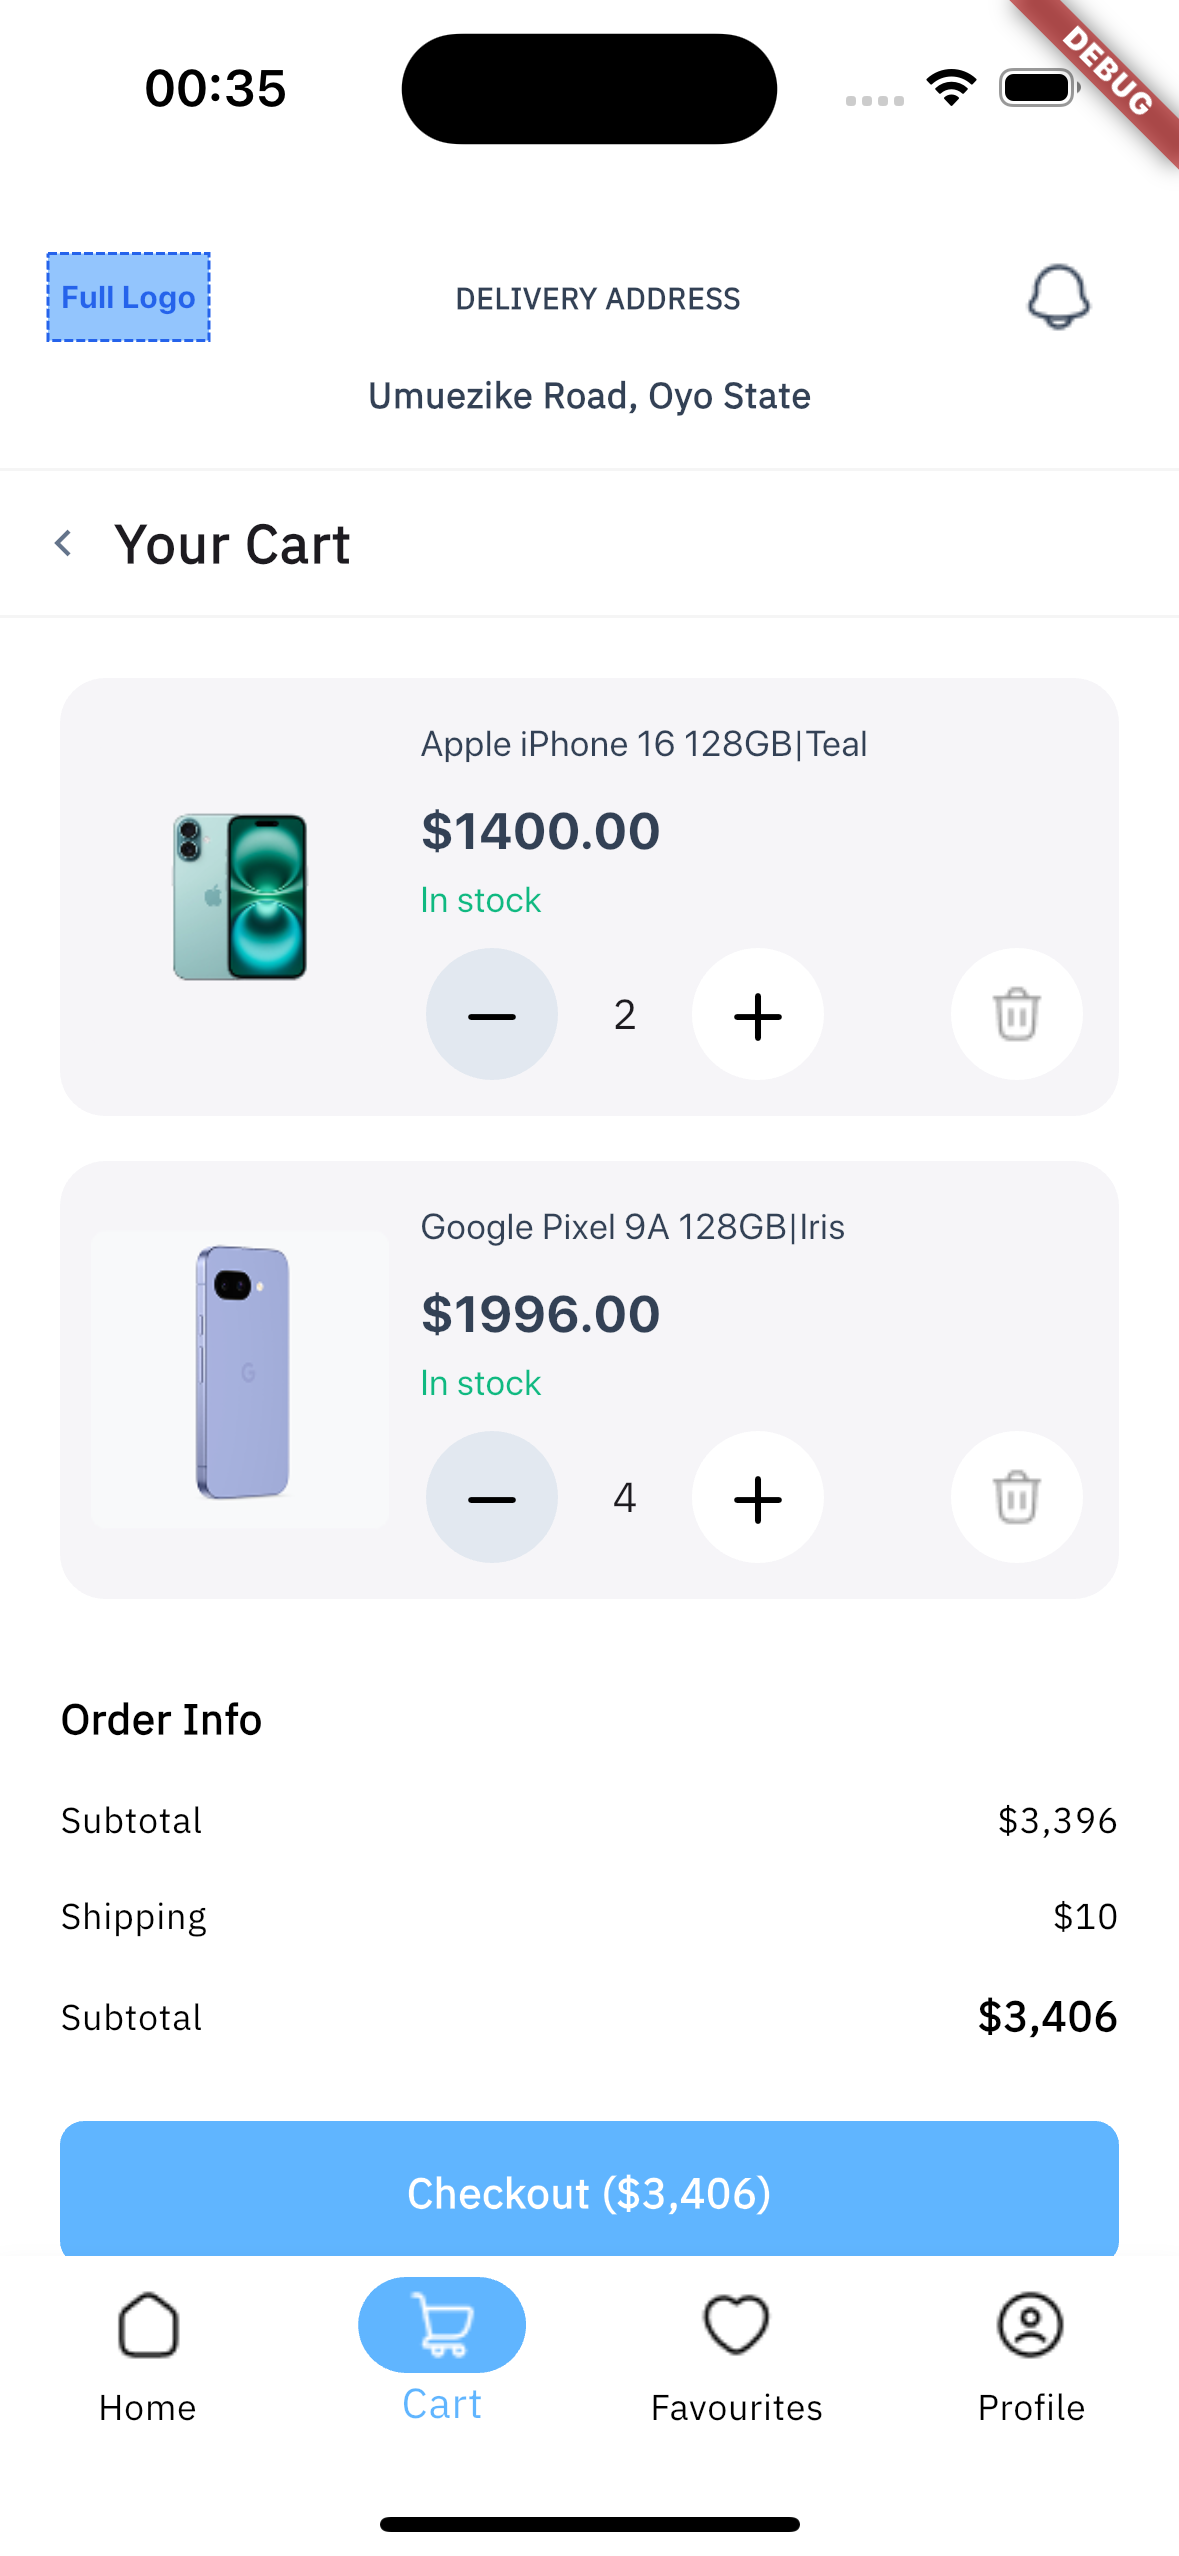 00:35
DEBUG
Full Logo
DELIVERY ADDRESS
Umuezike Road, Oyo State
Your Cart
Apple iPhone 16 128GB|Teal
$1400.00
In stock
2
Google Pixel 9A 128GB|Iris
$1996.00
In stock
4
Order Info
Subtotal $3,396
Shipping $10
Subtotal $3,406
Checkout ($3,406)
Home Cart Favourites Profile